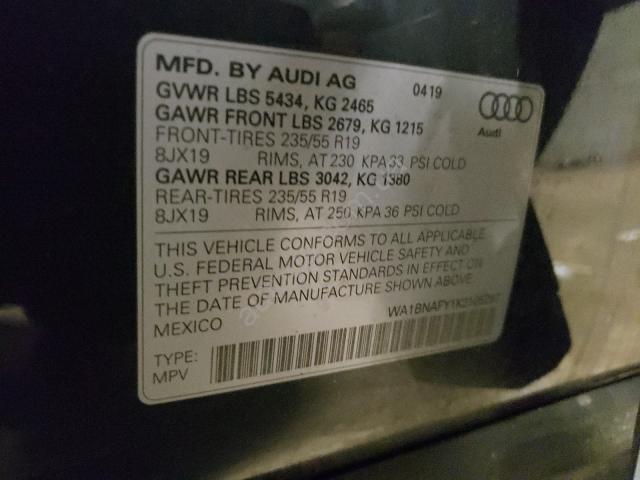 MFD. BY AUDI AG 0419
GVWR LBS 5434, KG 2465
GAWR FRONT LBS 2679, KG 1215
Audi
FRONT-TIRES 235/55 R19
8JX19 RIMS, AT 230 KPA 33 PSI COLD
GAWR REAR LBS 3042, KG 1380
REAR-TIRES 235/55 R19
8JX19 RIMS, AT 250 KPA 36 PSI COLD
THIS VEHICLE CONFORMS TO ALL APPLICABLE
U.S. FEDERAL MOTOR VEHICLE SAFETY AND
THEFT PREVENTION STANDARDS IN EFFECT ON
THE DATE OF MANUFACTURE SHOWN ABOVE.
MEXICO
TYPE:
MPV